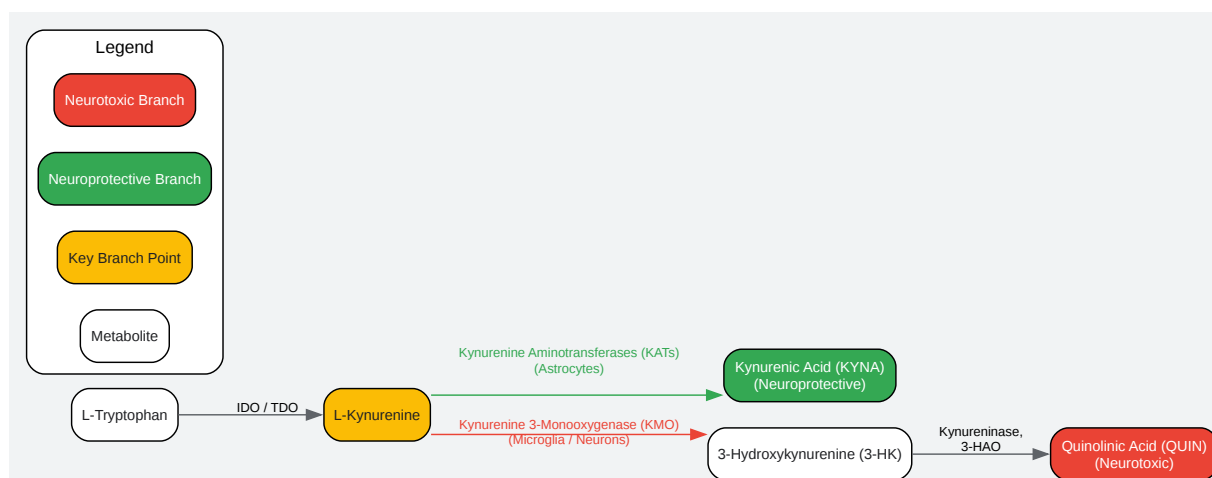 Legend
Neurotoxic Branch
Neuroprotective Branch
Key Branch Point
Metabolite
L-Tryptophan
IDO / TDO
L-Kynurenine
Kynurenine Aminotransferases (KATs)
(Astrocytes)
Kynurenic Acid (KYNA)
(Neuroprotective)
Kynurenine 3-Monooxygenase (KMO)
(Microglia / Neurons)
3-Hydroxykynurenine (3-HK)
Kynureninase,
3-HAO
Quinolinic Acid (QUIN)
(Neurotoxic)